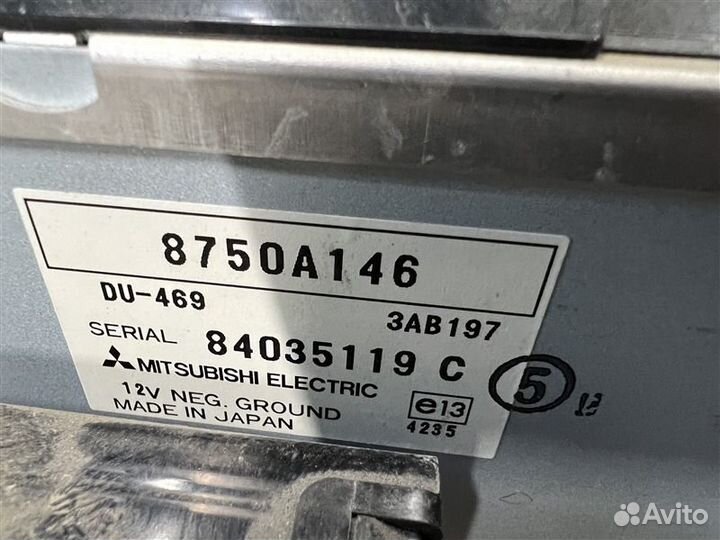 8750A146
DU-469
3AB197
SERIAL 84035119 C
MITSUBISHI ELECTRIC
12V NEG. GROUND
MADE IN JAPAN
e13
4235
5
Avito